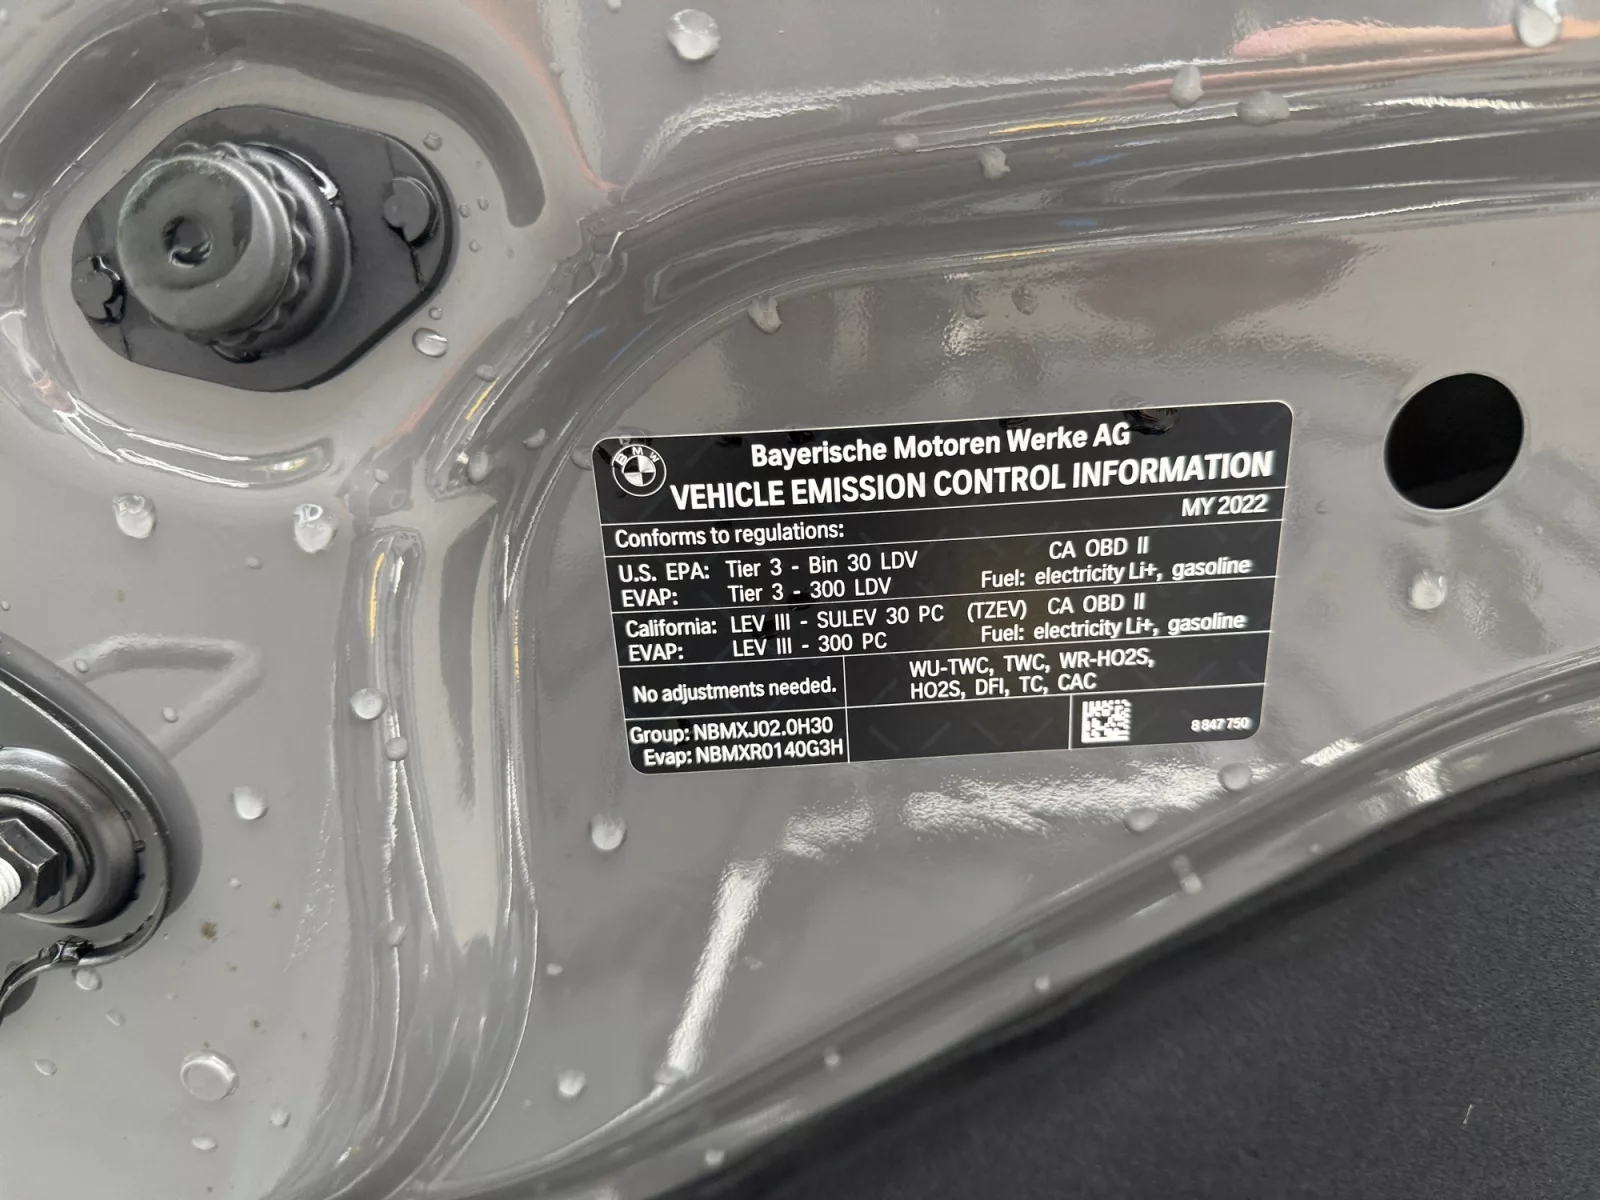 BMW
Bayerische Motoren Werke AG
VEHICLE EMISSION CONTROL INFORMATION
MY 2022
Conforms to regulations:
U.S. EPA: Tier 3 - Bin 30 LDV CA OBD II
EVAP: Tier 3 - 300 LDV Fuel: electricity Li+, gasoline
California: LEV III - SULEV 30 PC (TZEV) CA OBD II
EVAP: LEV III - 300 PC Fuel: electricity Li+, gasoline
No adjustments needed.
WU-TWC, TWC, WR-HO2S,
HO2S, DFI, TC, CAC
Group: NBMXJ02.0H30
Evap: NBMXR0140G3H
8 847 750